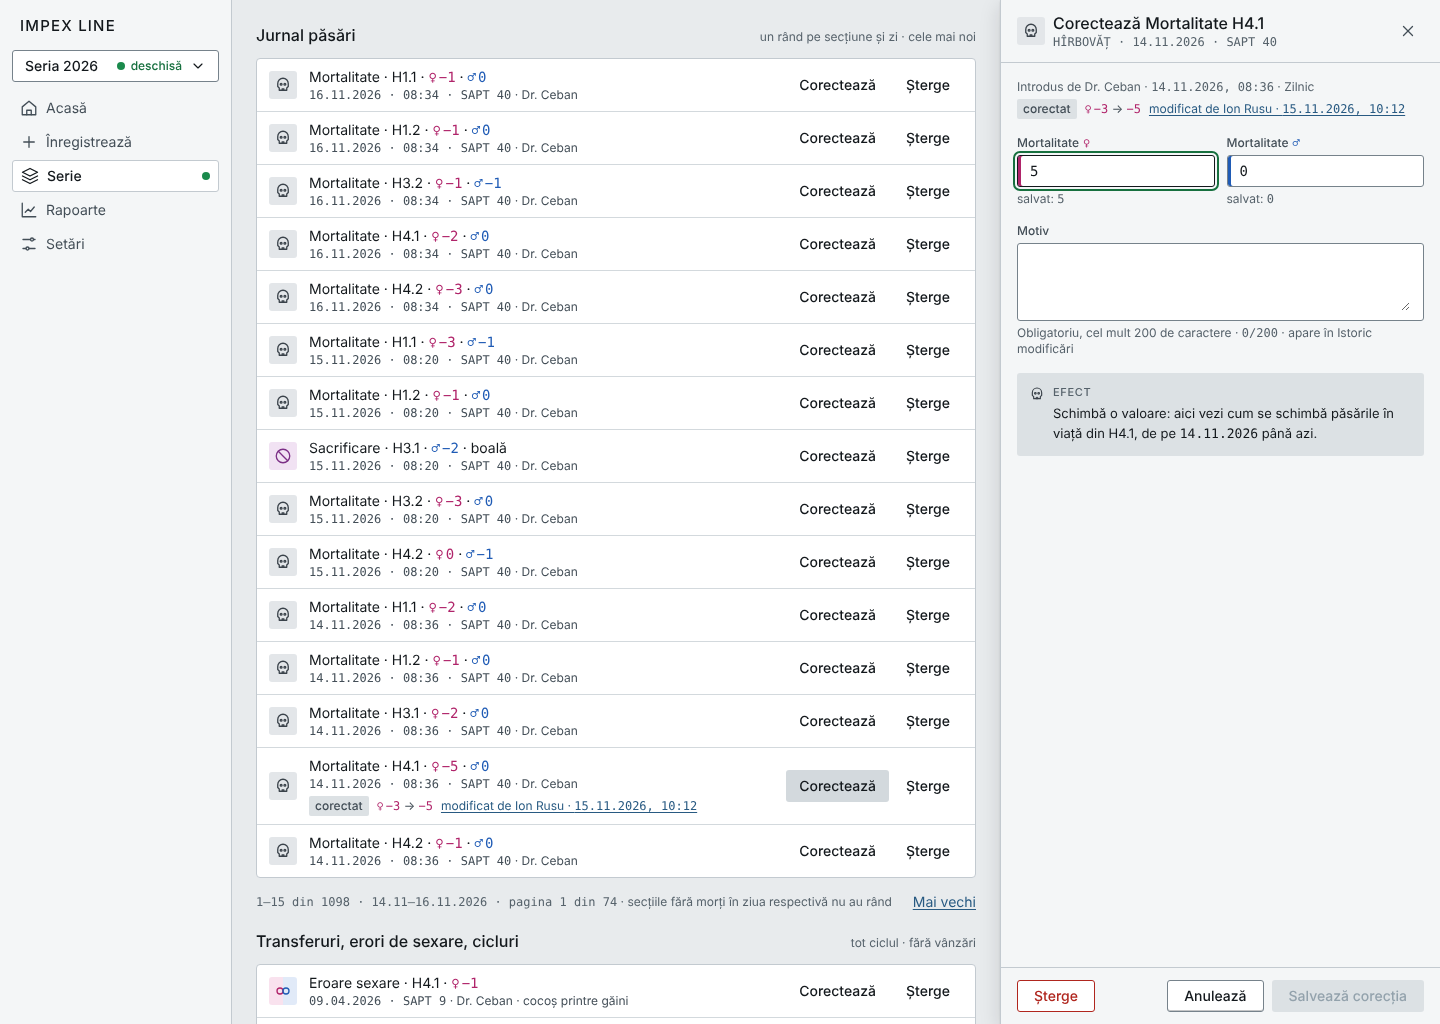 IMPEX LINE
Seria 2026 deschisă
Acasă
Înregistrează
Serie
Rapoarte
Setări
Jurnal păsări
un rând pe secțiune și zi · cele mai noi
Mortalitate · H1.1 · ♀−1 · ♂0
16.11.2026 · 08:34 · SAPT 40 · Dr. Ceban
Corectează Șterge
Mortalitate · H1.2 · ♀−1 · ♂0
16.11.2026 · 08:34 · SAPT 40 · Dr. Ceban
Corectează Șterge
Mortalitate · H3.2 · ♀−1 · ♂−1
16.11.2026 · 08:34 · SAPT 40 · Dr. Ceban
Corectează Șterge
Mortalitate · H4.1 · ♀−2 · ♂0
16.11.2026 · 08:34 · SAPT 40 · Dr. Ceban
Corectează Șterge
Mortalitate · H4.2 · ♀−3 · ♂0
16.11.2026 · 08:34 · SAPT 40 · Dr. Ceban
Corectează Șterge
Mortalitate · H1.1 · ♀−3 · ♂−1
15.11.2026 · 08:20 · SAPT 40 · Dr. Ceban
Corectează Șterge
Mortalitate · H1.2 · ♀−1 · ♂0
15.11.2026 · 08:20 · SAPT 40 · Dr. Ceban
Corectează Șterge
Sacrificare · H3.1 · ♂−2 · boală
15.11.2026 · 08:20 · SAPT 40 · Dr. Ceban
Corectează Șterge
Mortalitate · H3.2 · ♀−3 · ♂0
15.11.2026 · 08:20 · SAPT 40 · Dr. Ceban
Corectează Șterge
Mortalitate · H4.2 · ♀0 · ♂−1
15.11.2026 · 08:20 · SAPT 40 · Dr. Ceban
Corectează Șterge
Mortalitate · H1.1 · ♀−2 · ♂0
14.11.2026 · 08:36 · SAPT 40 · Dr. Ceban
Corectează Șterge
Mortalitate · H1.2 · ♀−1 · ♂0
14.11.2026 · 08:36 · SAPT 40 · Dr. Ceban
Corectează Șterge
Mortalitate · H3.1 · ♀−2 · ♂0
14.11.2026 · 08:36 · SAPT 40 · Dr. Ceban
Corectează Șterge
Mortalitate · H4.1 · ♀−5 · ♂0
14.11.2026 · 08:36 · SAPT 40 · Dr. Ceban
corectat ♀−3 → −5 modificat de Ion Rusu · 15.11.2026, 10:12
Corectează Șterge
Mortalitate · H4.2 · ♀−1 · ♂0
14.11.2026 · 08:36 · SAPT 40 · Dr. Ceban
Corectează Șterge
1–15 din 1098 · 14.11–16.11.2026 · pagina 1 din 74 · secțiile fără morți în ziua respectivă nu au rând
Mai vechi
Transferuri, erori de sexare, cicluri
tot ciclul · fără vânzări
Eroare sexare · H4.1 · ♀−1
09.04.2026 · SAPT 9 · Dr. Ceban · cocoș printre găini
Corectează Șterge
Corectează Mortalitate H4.1
HÎRBOVĂȚ · 14.11.2026 · SAPT 40
Introdus de Dr. Ceban · 14.11.2026, 08:36 · Zilnic
corectat ♀−3 → −5 modificat de Ion Rusu · 15.11.2026, 10:12
Mortalitate ♀ Mortalitate ♂
5 0
salvat: 5 salvat: 0
Motiv
Obligatoriu, cel mult 200 de caractere · 0/200 · apare în Istoric
modificări
EFECT
Schimbă o valoare: aici vezi cum se schimbă păsările în
viață din H4.1, de pe 14.11.2026 până azi.
Șterge Anulează Salvează corecția